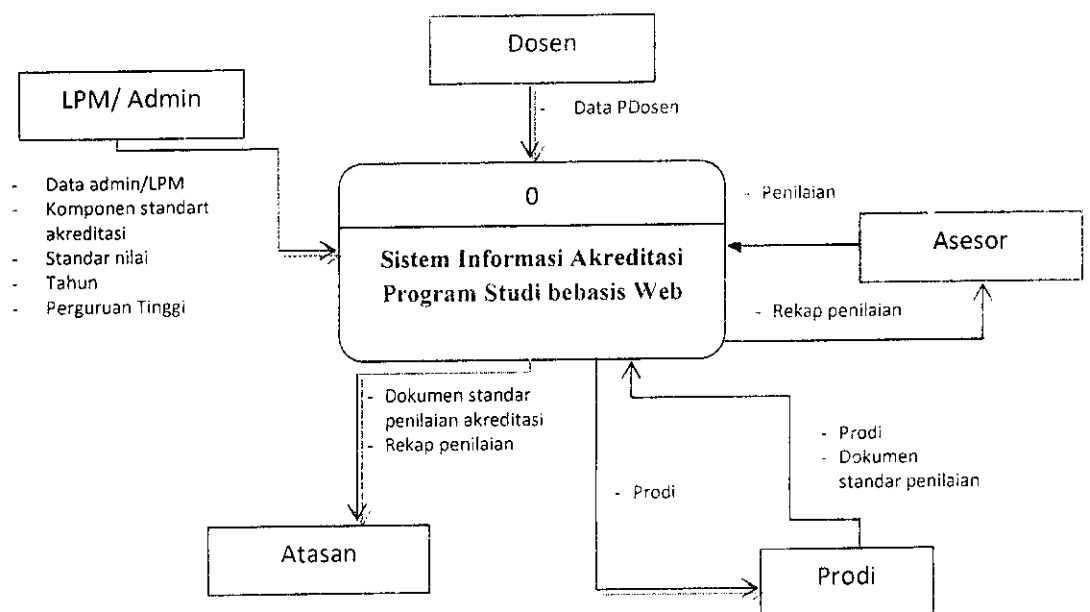 Dosen
LPM/ Admin
- Data PDosen
- Data admin/LPM
- Komponen standart
akreditasi
- Standar nilai
- Tahun
- Perguruan Tinggi
0
Sistem Informasi Akreditasi
Program Studi bebasis Web
- Penilaian
Asesor
- Rekap penilaian
- Dokumen standar
penilaian akreditasi
- Rekap penilaian
- Prodi
- Prodi
- Dokumen
standar penilaian
Atasan
Prodi